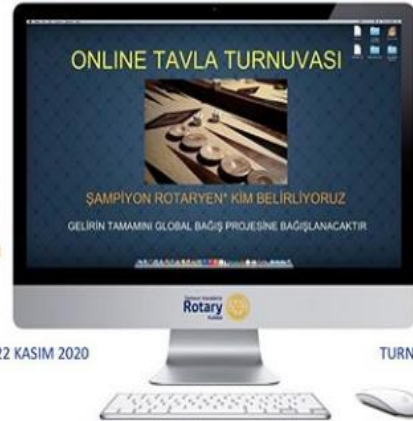 ONLINE TAVLA TURNUVASI
ŞAMPİYON ROTARYEN* KİM BELİRLİYORUZ
GELİRİN TAMAMINI GLOBAL BAĞIŞ PROJESİNE BAĞIŞLANACAKTIR
Rotary
22 KASIM 2020
TURN